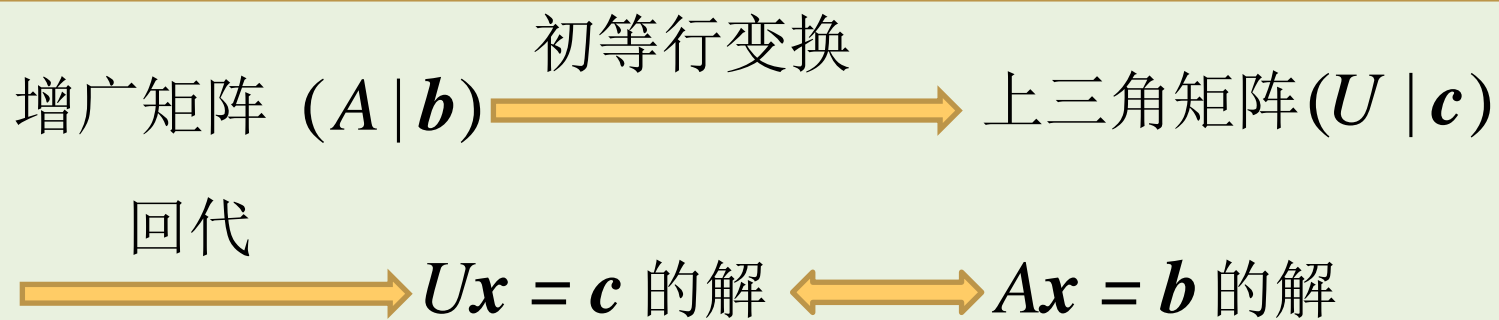 初等行变换
增广矩阵 (A | b) 上三角矩阵(U | c)
回代
Ux = c 的解 Ax = b 的解